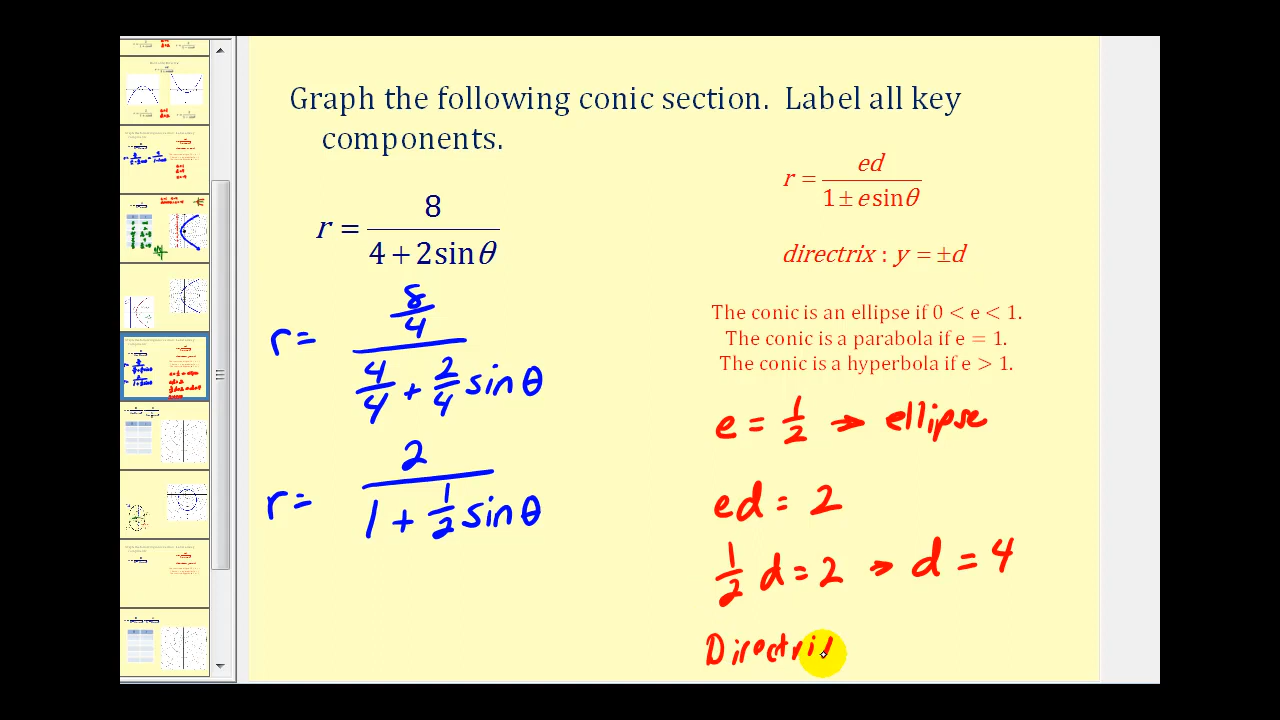 Graph the following conic section. Label all key
components.
r = 8 / (4 + 2 sin θ)
r = ed / (1 ± e sin θ)
directrix : y = ±d
The conic is an ellipse if 0 < e < 1.
The conic is a parabola if e = 1.
The conic is a hyperbola if e > 1.
r = (8/4) / (4/4 + 2/4 sin θ)
r = 2 / (1 + 1/2 sin θ)
e = 1/2 → ellipse
ed = 2
1/2 d = 2 → d = 4
Directri